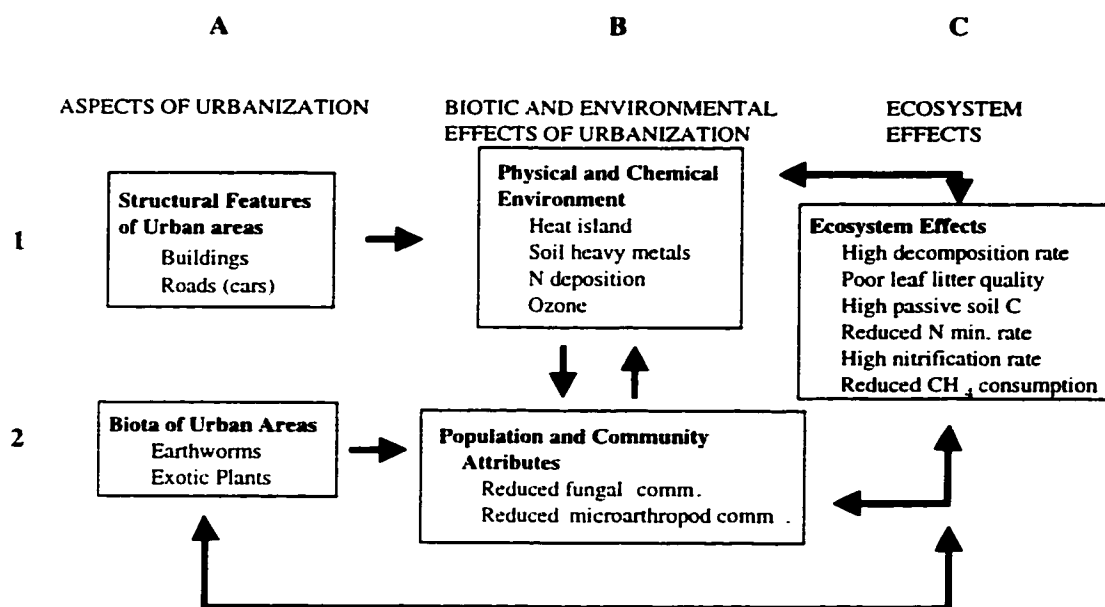 A
B
C
ASPECTS OF URBANIZATION
BIOTIC AND ENVIRONMENTAL
EFFECTS OF URBANIZATION
ECOSYSTEM
EFFECTS
1
Structural Features
of Urban areas
Buildings
Roads (cars)
Physical and Chemical
Environment
Heat island
Soil heavy metals
N deposition
Ozone
Ecosystem Effects
High decomposition rate
Poor leaf litter quality
High passive soil C
Reduced N min. rate
High nitrification rate
Reduced CH4 consumption
2
Biota of Urban Areas
Earthworms
Exotic Plants
Population and Community
Attributes
Reduced fungal comm.
Reduced microarthropod comm .